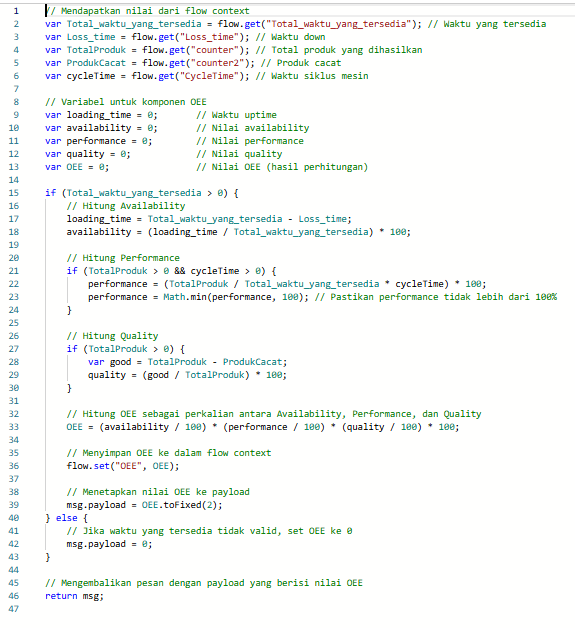 1 // Mendapatkan nilai dari flow context
2 var Total_waktu_yang_tersedia = flow.get("Total_waktu_yang_tersedia"); // Waktu yang tersedia
3 var Loss_time = flow.get("Loss_time"); // Waktu down
4 var TotalProduk = flow.get("counter"); // Total produk yang dihasilkan
5 var ProdukCacat = flow.get("counter2"); // Produk cacat
6 var cycleTime = flow.get("CycleTime"); // Waktu siklus mesin
7
8 // Variabel untuk komponen OEE
9 var loading_time = 0; // Waktu uptime
10 var availability = 0; // Nilai availability
11 var performance = 0; // Nilai performance
12 var quality = 0; // Nilai quality
13 var OEE = 0; // Nilai OEE (hasil perhitungan)
14
15 if (Total_waktu_yang_tersedia > 0) {
16 // Hitung Availability
17 loading_time = Total_waktu_yang_tersedia - Loss_time;
18 availability = (loading_time / Total_waktu_yang_tersedia) * 100;
19
20 // Hitung Performance
21 if (TotalProduk > 0 && cycleTime > 0) {
22 performance = (TotalProduk / Total_waktu_yang_tersedia * cycleTime) * 100;
23 performance = Math.min(performance, 100); // Pastikan performance tidak lebih dari 100%
24 }
25
26 // Hitung Quality
27 if (TotalProduk > 0) {
28 var good = TotalProduk - ProdukCacat;
29 quality = (good / TotalProduk) * 100;
30 }
31
32 // Hitung OEE sebagai perkalian antara Availability, Performance, dan Quality
33 OEE = (availability / 100) * (performance / 100) * (quality / 100) * 100;
34
35 // Menyimpan OEE ke dalam flow context
36 flow.set("OEE", OEE);
37
38 // Menetapkan nilai OEE ke payload
39 msg.payload = OEE.toFixed(2);
40 } else {
41 // Jika waktu yang tersedia tidak valid, set OEE ke 0
42 msg.payload = 0;
43 }
44
45 // Mengembalikan pesan dengan payload yang berisi nilai OEE
46 return msg;
47